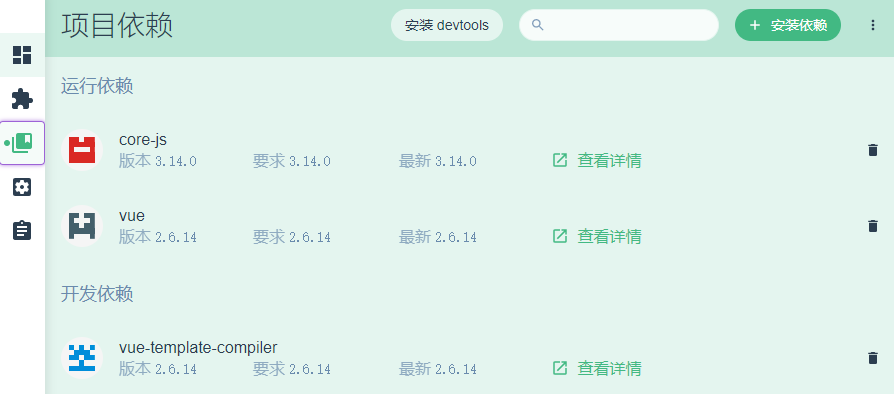 项目依赖 安装 devtools 安装依赖
运行依赖
core-js
版本 3.14.0 要求 3.14.0 最新 3.14.0 查看详情
vue
版本 2.6.14 要求 2.6.14 最新 2.6.14 查看详情
开发依赖
vue-template-compiler
版本 2.6.14 要求 2.6.14 最新 2.6.14 查看详情